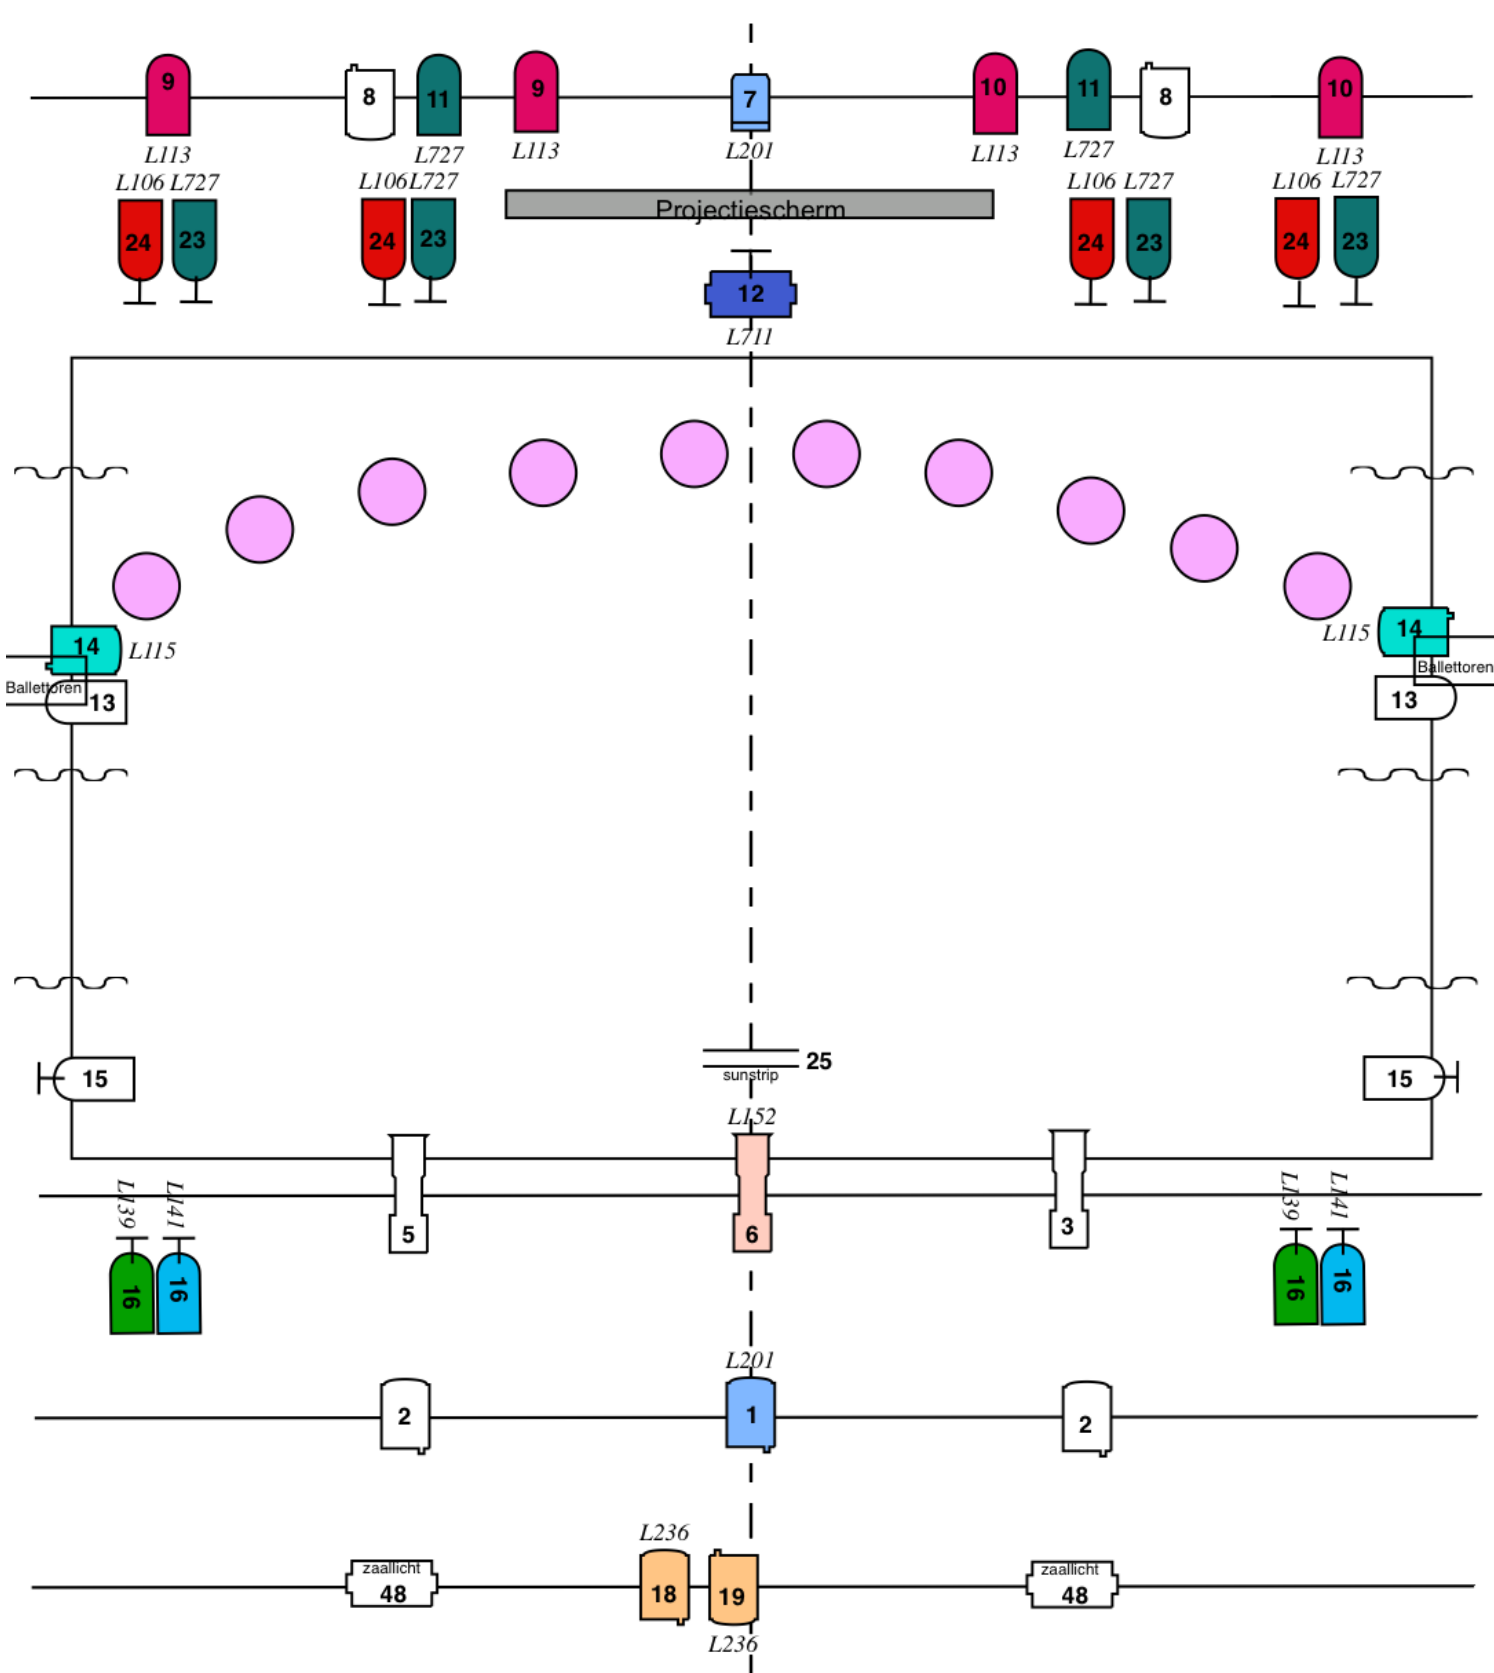 9 8 11 9 7 10 11 8 10
L113 L727 L113 L201 L113 L727 L113
L106 L727 L106 L727 Projectiescherm L106 L727 L106 L727
24 23 24 23 24 23 24 23
12
L711
14 L115 L115 14
Ballettoren Ballettoren
13 13
25
sunstrip
15 15
L152
L139 L141 L139 L141
5 6 3
16 16 16 16
L201
2 1 2
L236
zaallicht zaallicht
48 18 19 48
L236